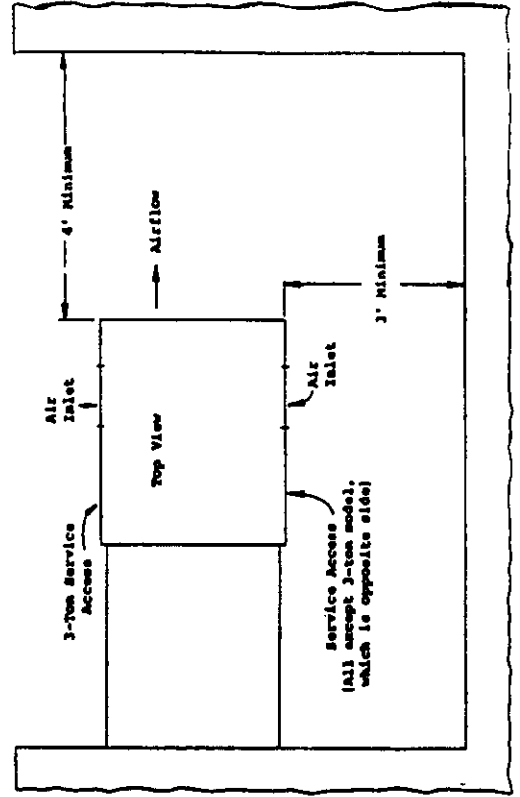 4' Minimum
Airflow
3' Minimum
Air
Inlet
Top View
Air
Inlet
3-Ton Service
Access
Service Access
(All except 3-ton model,
which is opposite side)